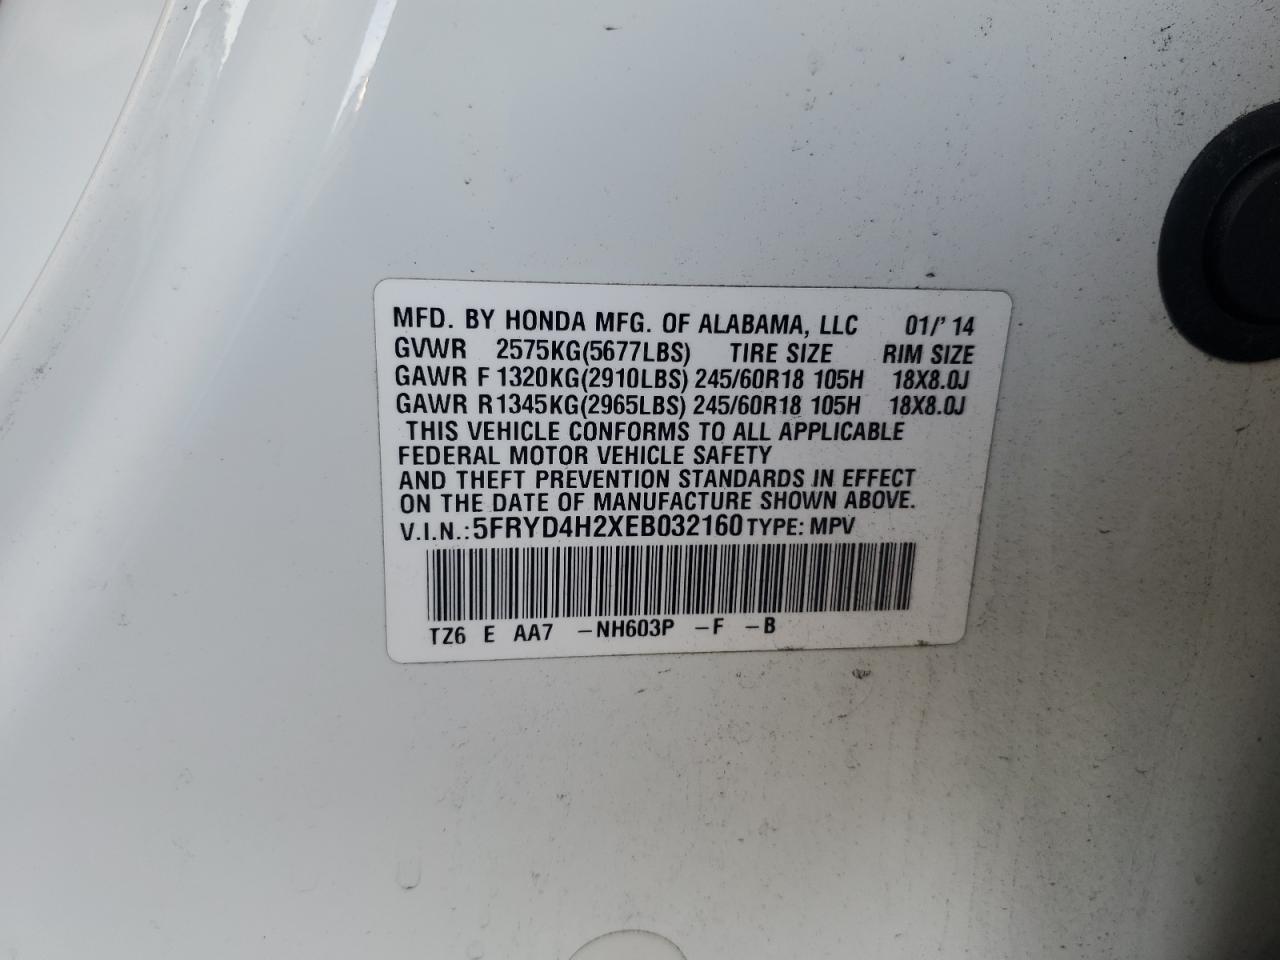 MFD. BY HONDA MFG. OF ALABAMA, LLC 01/'14
GVWR 2575KG(5677LBS) TIRE SIZE RIM SIZE
GAWR F 1320KG(2910LBS) 245/60R18 105H 18X8.0J
GAWR R 1345KG(2965LBS) 245/60R18 105H 18X8.0J
THIS VEHICLE CONFORMS TO ALL APPLICABLE
FEDERAL MOTOR VEHICLE SAFETY
AND THEFT PREVENTION STANDARDS IN EFFECT
ON THE DATE OF MANUFACTURE SHOWN ABOVE.
V.I.N.: 5FRYD4H2XEB032160 TYPE: MPV
TZ6 E AA7 -NH603P -F -B